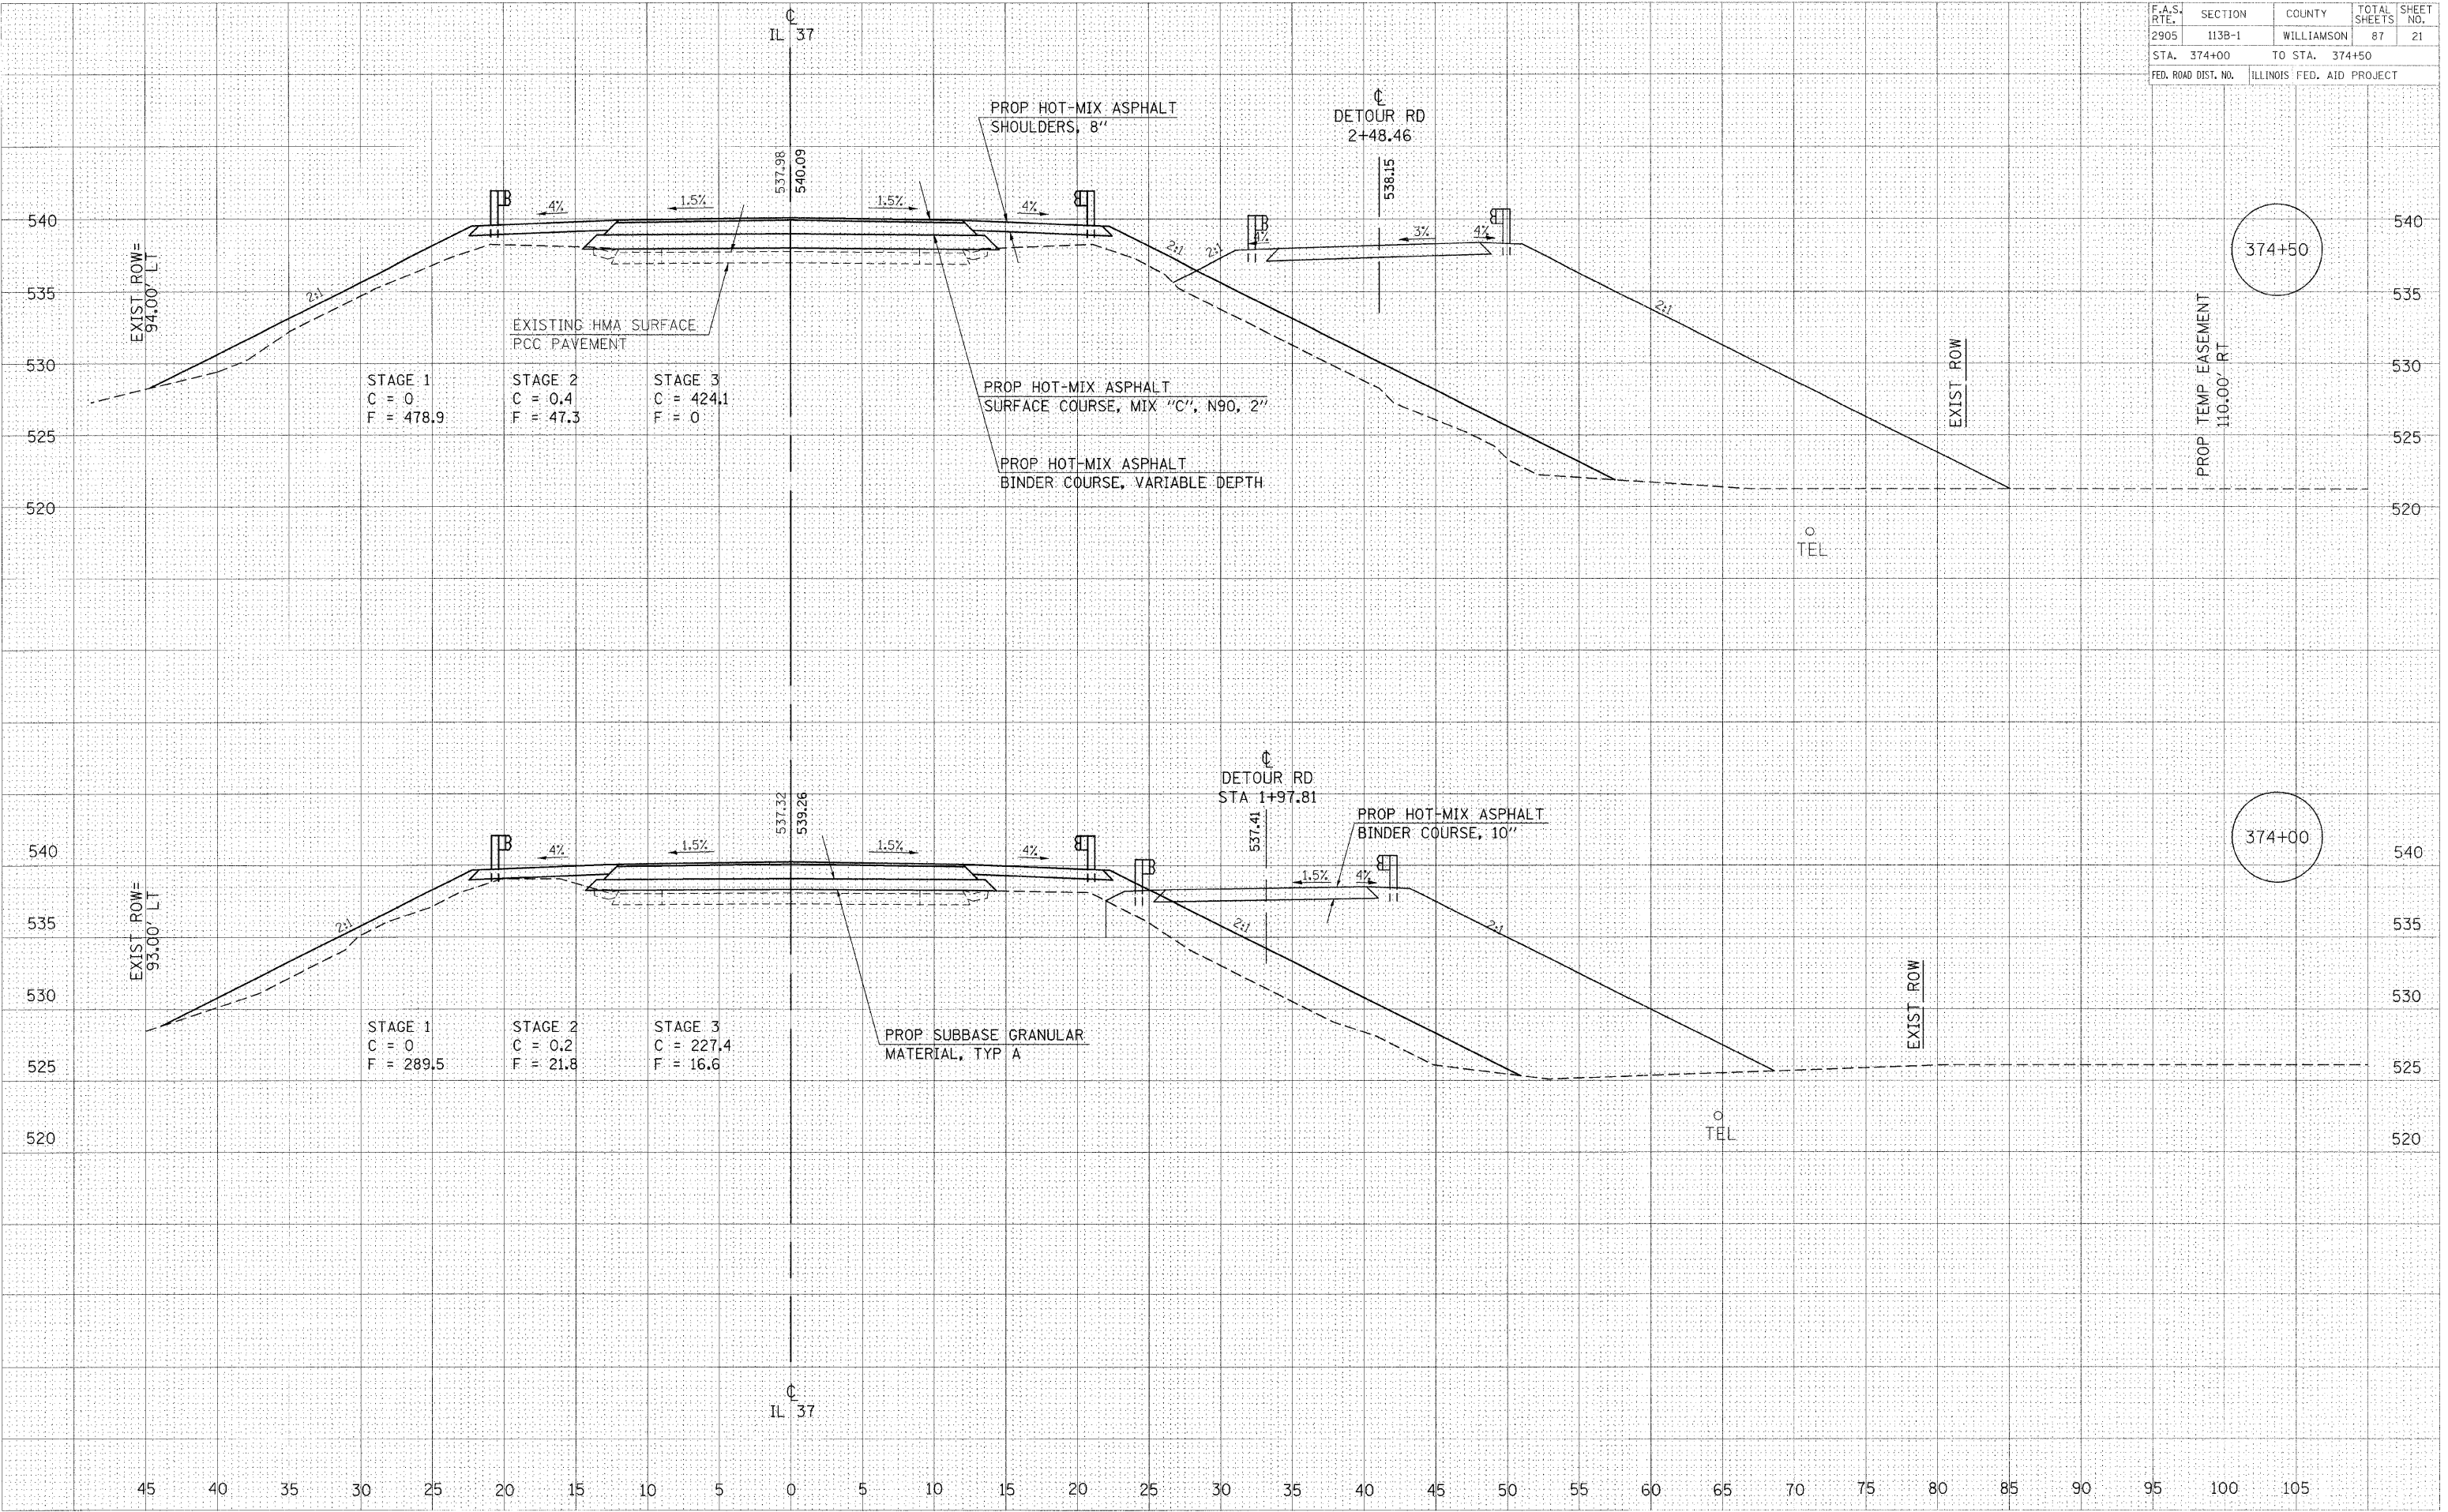 F.A.S. RTE. SECTION COUNTY TOTAL SHEETS SHEET NO.
2905 113B-1 WILLIAMSON 87 21
STA. 374+00 TO STA. 374+50
FED. ROAD DIST. NO. ILLINOIS FED. AID PROJECT
℄
IL 37
PROP HOT-MIX ASPHALT
SHOULDERS, 8"
℄
DETOUR RD
2+48.46
537.98
540.09
538.15
4% 1.5% 1.5% 4%
4% 3% 4%
540 540
374+50
EXIST ROW=
94.00' LT
2:1 2:1 2:1 2:1
535 535
EXISTING HMA SURFACE
PCC PAVEMENT
530 530
EXIST ROW
PROP TEMP EASEMENT
110.00' RT
STAGE 1 STAGE 2 STAGE 3
C = 0 C = 0.4 C = 424.1
F = 478.9 F = 47.3 F = 0
PROP HOT-MIX ASPHALT
SURFACE COURSE, MIX "C", N90, 2"
525 525
PROP HOT-MIX ASPHALT
BINDER COURSE, VARIABLE DEPTH
520 520
TEL
℄
DETOUR RD
STA 1+97.81
537.32
539.26
537.41
PROP HOT-MIX ASPHALT
BINDER COURSE, 10"
4% 1.5% 1.5% 4%
1.5% 4%
540 540
374+00
EXIST ROW=
93.00' LT
2:1 2:1 2:1
535 535
530 530
EXIST ROW
STAGE 1 STAGE 2 STAGE 3
C = 0 C = 0.2 C = 227.4
F = 289.5 F = 21.8 F = 16.6
PROP SUBBASE GRANULAR
MATERIAL, TYP A
525 525
TEL
520 520
℄
IL 37
45 40 35 30 25 20 15 10 5 0 5 10 15 20 25 30 35 40 45 50 55 60 65 70 75 80 85 90 95 100 105